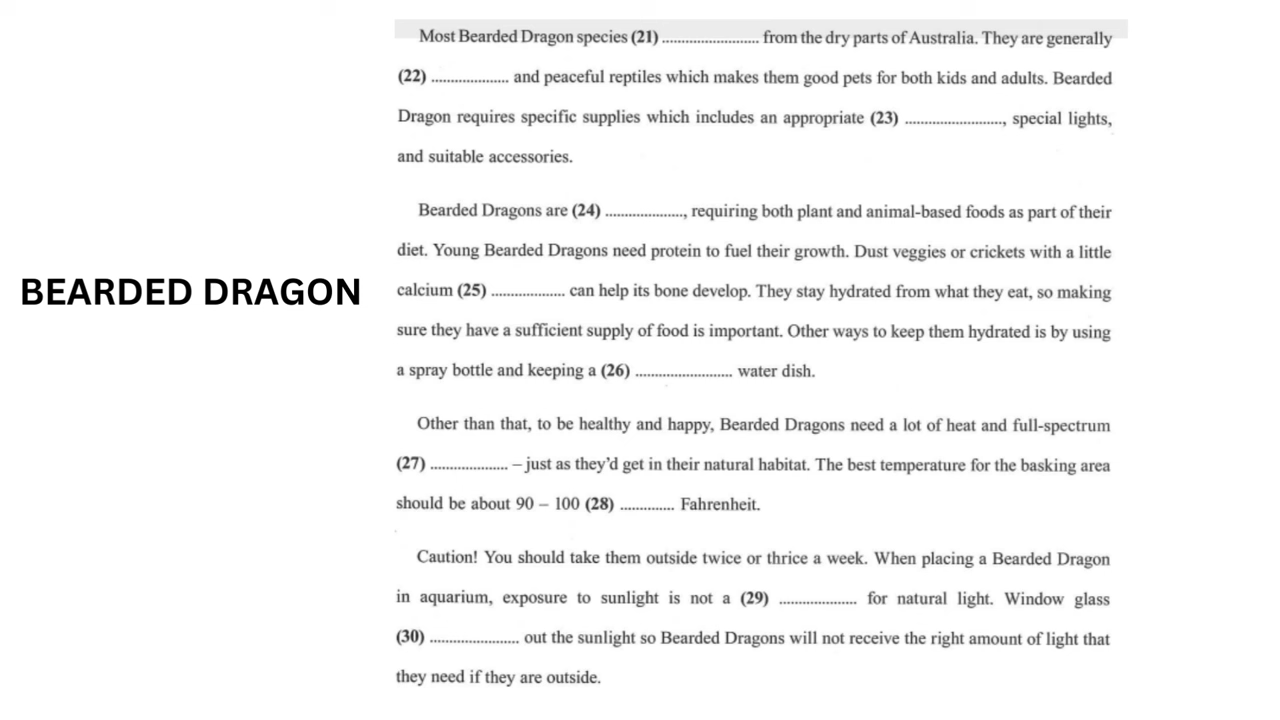 Most Bearded Dragon species (21) ........................ from the dry parts of Australia. They are generally
(22) ................... and peaceful reptiles which makes them good pets for both kids and adults. Bearded
Dragon requires specific supplies which includes an appropriate (23) ........................, special lights,
and suitable accessories.
Bearded Dragons are (24) ..................., requiring both plant and animal-based foods as part of their
diet. Young Bearded Dragons need protein to fuel their growth. Dust veggies or crickets with a little
BEARDED DRAGON
calcium (25) .................. can help its bone develop. They stay hydrated from what they eat, so making
sure they have a sufficient supply of food is important. Other ways to keep them hydrated is by using
a spray bottle and keeping a (26) ........................ water dish.
Other than that, to be healthy and happy, Bearded Dragons need a lot of heat and full-spectrum
(27) ................... – just as they’d get in their natural habitat. The best temperature for the basking area
should be about 90 – 100 (28) ............. Fahrenheit.
Caution! You should take them outside twice or thrice a week. When placing a Bearded Dragon
in aquarium, exposure to sunlight is not a (29) ................... for natural light. Window glass
(30) ...................... out the sunlight so Bearded Dragons will not receive the right amount of light that
they need if they are outside.